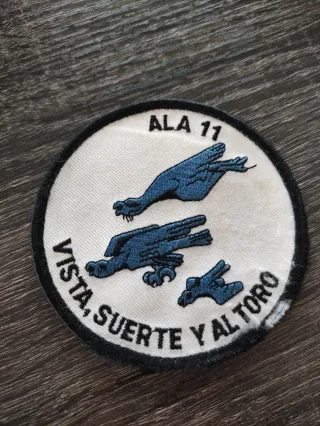 ALA 11
VISTA, SUERTE Y AL TORO